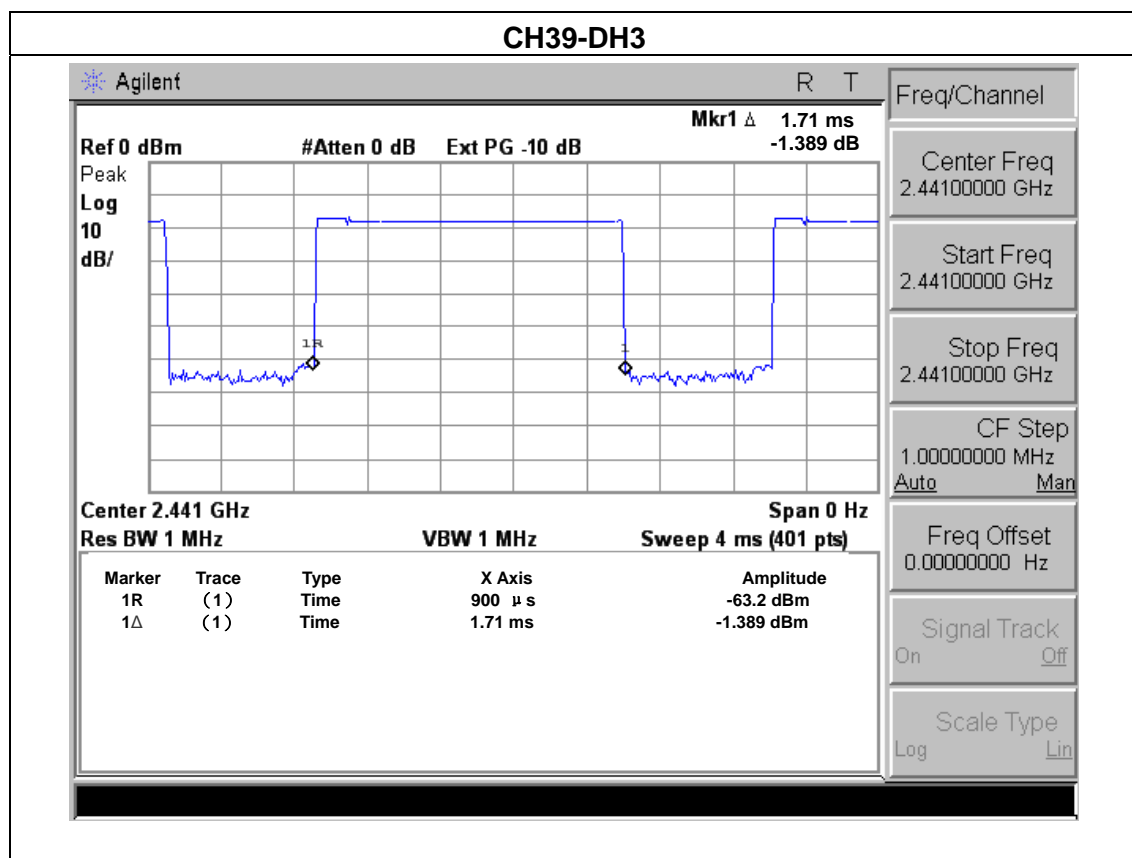 CH39-DH3
Agilent R T
Mkr1 Δ 1.71 ms
Ref 0 dBm #Atten 0 dB Ext PG -10 dB -1.389 dB
Peak
Log
10
dB/
1R
1
Center 2.441 GHz Span 0 Hz
Res BW 1 MHz VBW 1 MHz Sweep 4 ms (401 pts)
Marker Trace Type X Axis Amplitude
1R (1) Time 900 μs -63.2 dBm
1Δ (1) Time 1.71 ms -1.389 dBm
Freq/Channel
Center Freq
2.44100000 GHz
Start Freq
2.44100000 GHz
Stop Freq
2.44100000 GHz
CF Step
1.00000000 MHz
Auto Man
Freq Offset
0.00000000 Hz
Signal Track
On Off
Scale Type
Log Lin